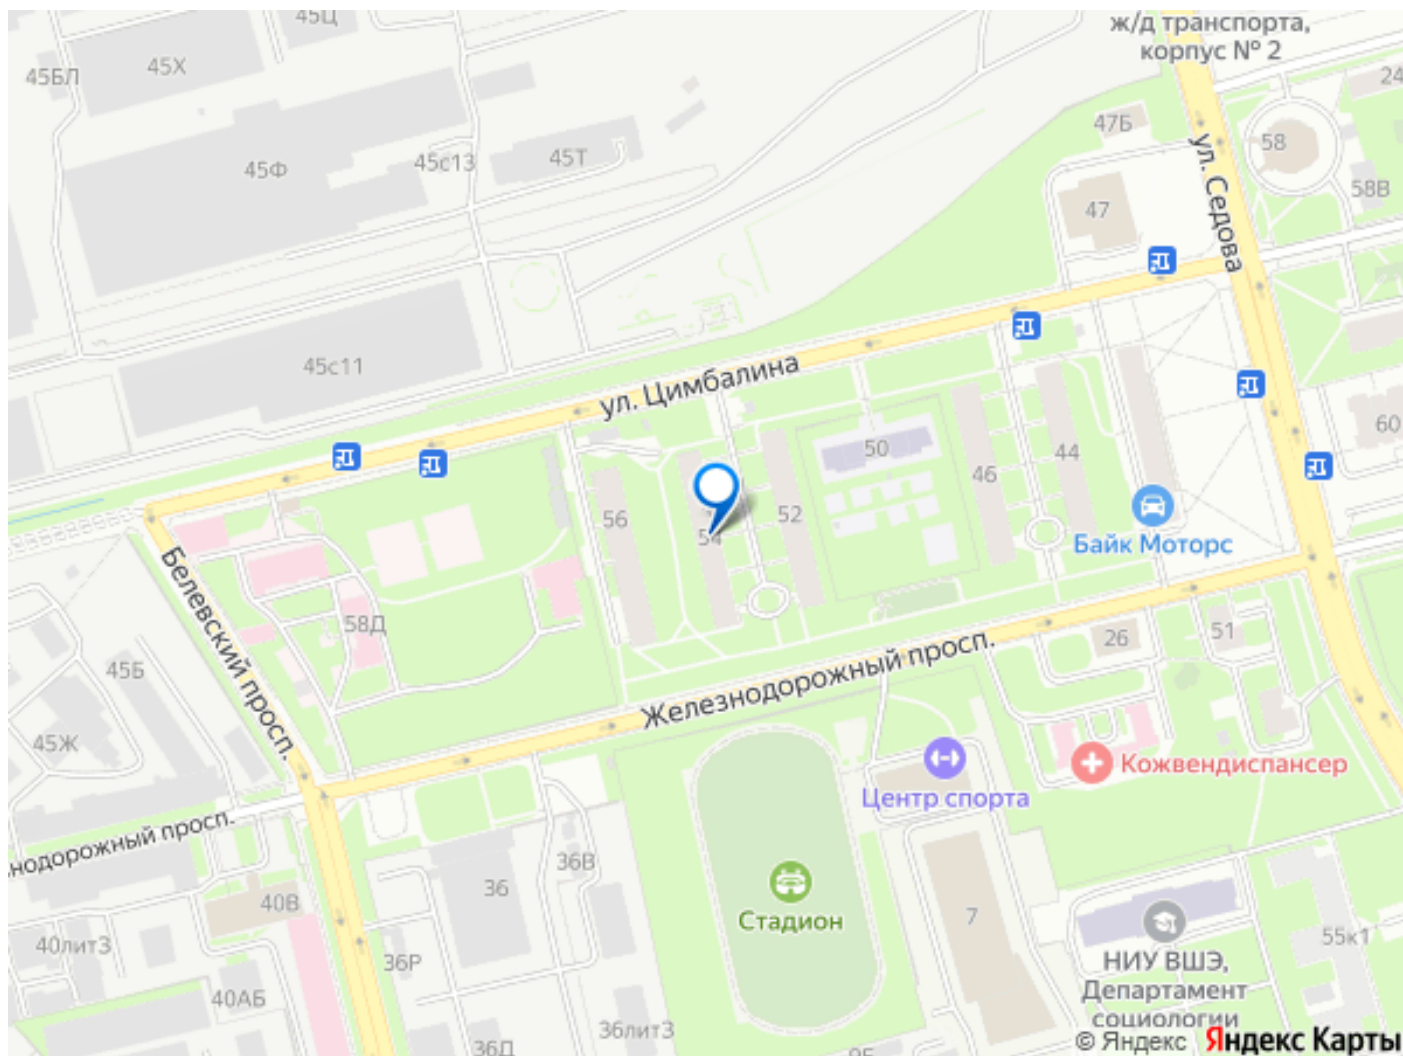 45Ц
ж/д транспорта,
корпус № 2
45Х
45БЛ
24
47Б
58
45Ф
45с13
45Т
ул. Седова
58В
47
45с11
ул. Цимбалина
60
50
44
46
56
52
54
Байк Моторс
Белевский просп.
58Д
26
51
45Б
Железнодорожный просп.
45Ж
Кожвендиспансер
Центр спорта
нодорожный просп.
36В
36
40В
Стадион
7
55к1
40лит3
36Р
НИУ ВШЭ,
Департамент
социологии
40АБ
36лит3
36Д
© Яндекс Яндекс Карты